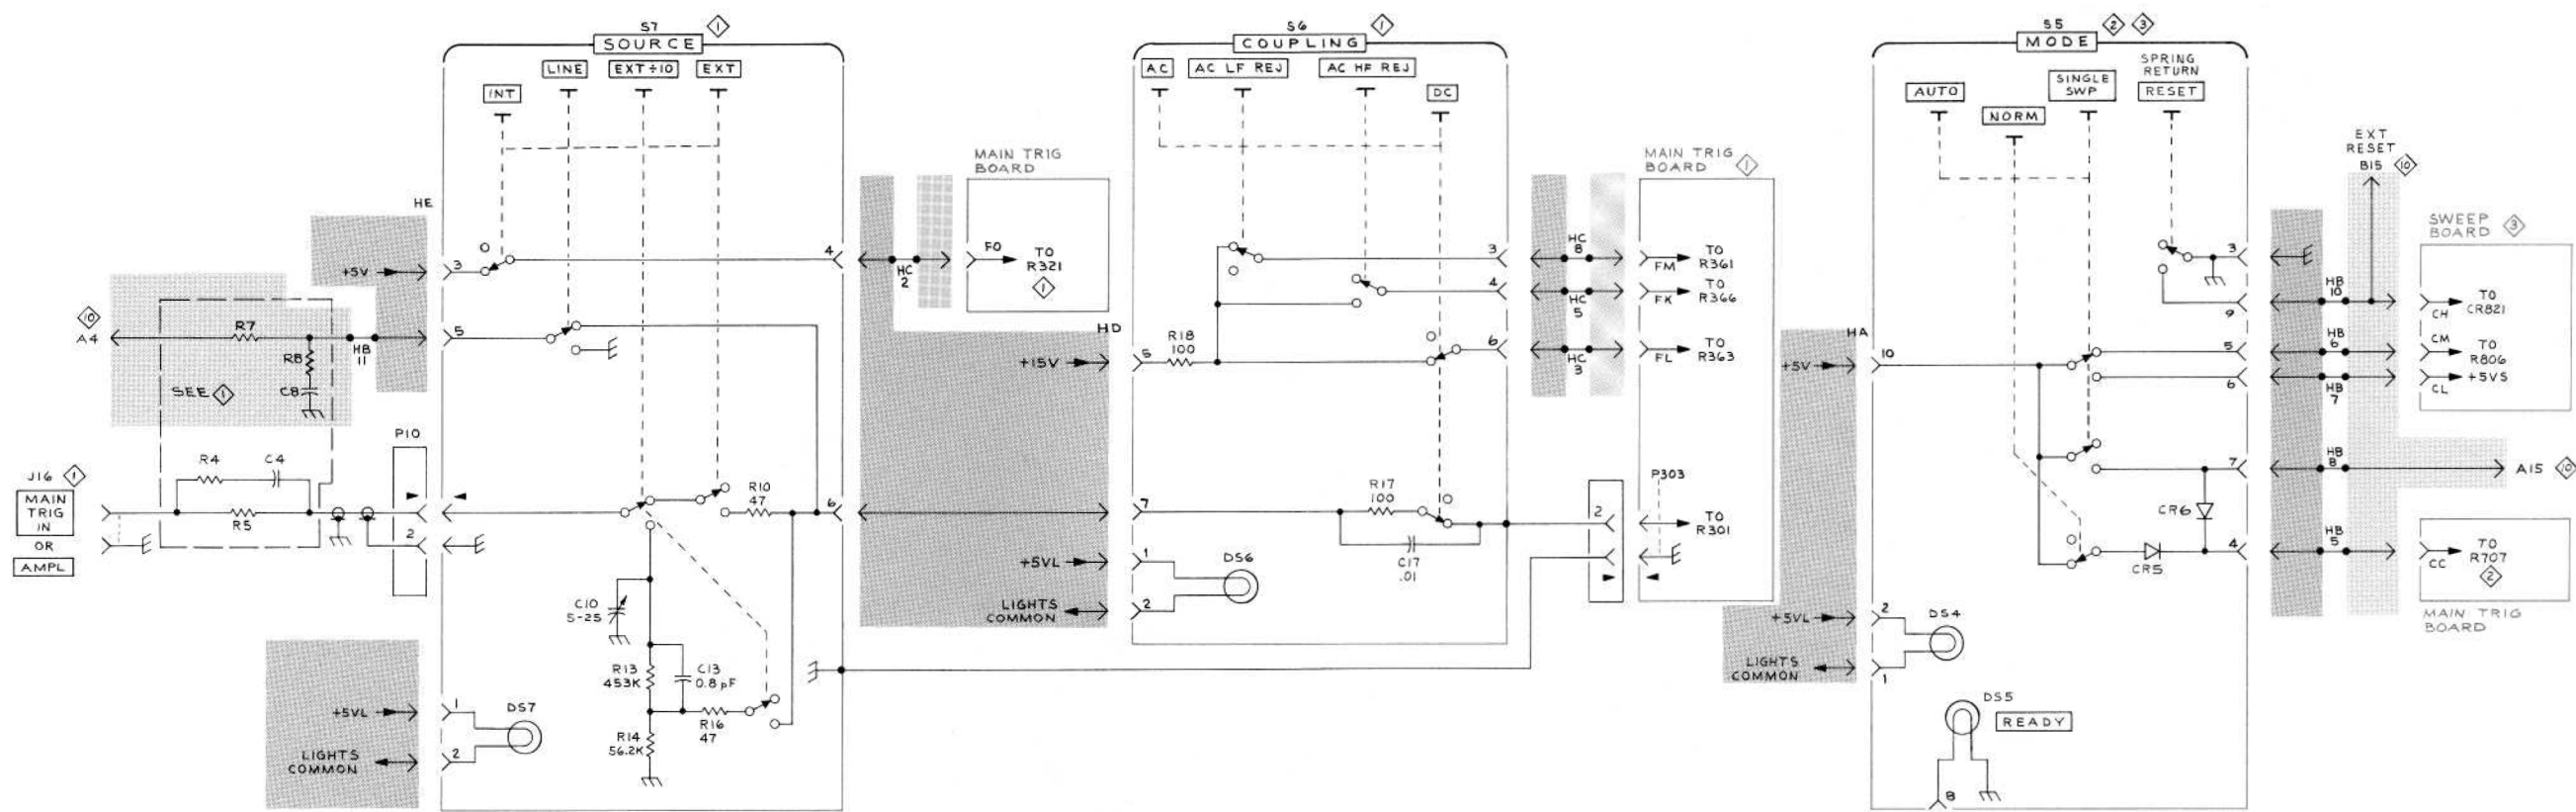 S7 1
SOURCE
LINE
EXT÷10
EXT
INT
HE
+5V
3
4
10
A4
R7
R8
C8
HB
11
5
SEE 1
P10
J16 1
MAIN
TRIG
IN
OR
AMPL
R4
C4
R5
2
R10
47
6
C10
5-25
R13
453K
C13
0.8pF
R14
56.2K
R16
47
+5VL
1
DS7
LIGHTS
COMMON
2
HC
2
MAIN TRIG
BOARD
FO
TO
R321
1
S6 1
COUPLING
AC
AC LF REJ
AC HF REJ
DC
HD
+15V
5
R18
100
3
4
6
7
R17
100
C17
.01
+5VL
1
DS6
LIGHTS
COMMON
2
HC
8
HC
5
HC
3
MAIN TRIG
BOARD 1
FM
TO
R361
FK
TO
R366
FL
TO
R363
2
P303
TO
R301
S5 2 3
MODE
AUTO
NORM
SINGLE
SWP
SPRING
RETURN
RESET
HA
+5V
10
3
9
5
6
7
CR6
CR5
4
+5VL
2
DS4
LIGHTS
COMMON
1
DS5
READY
8
EXT
RESET
B15 10
HB
10
HB
6
HB
7
HB
8
A15 10
HB
5
SWEEP
BOARD 3
CH
TO
CR821
CM
TO
R806
+5VS
CL
CC
TO
R707
2
MAIN TRIG
BOARD